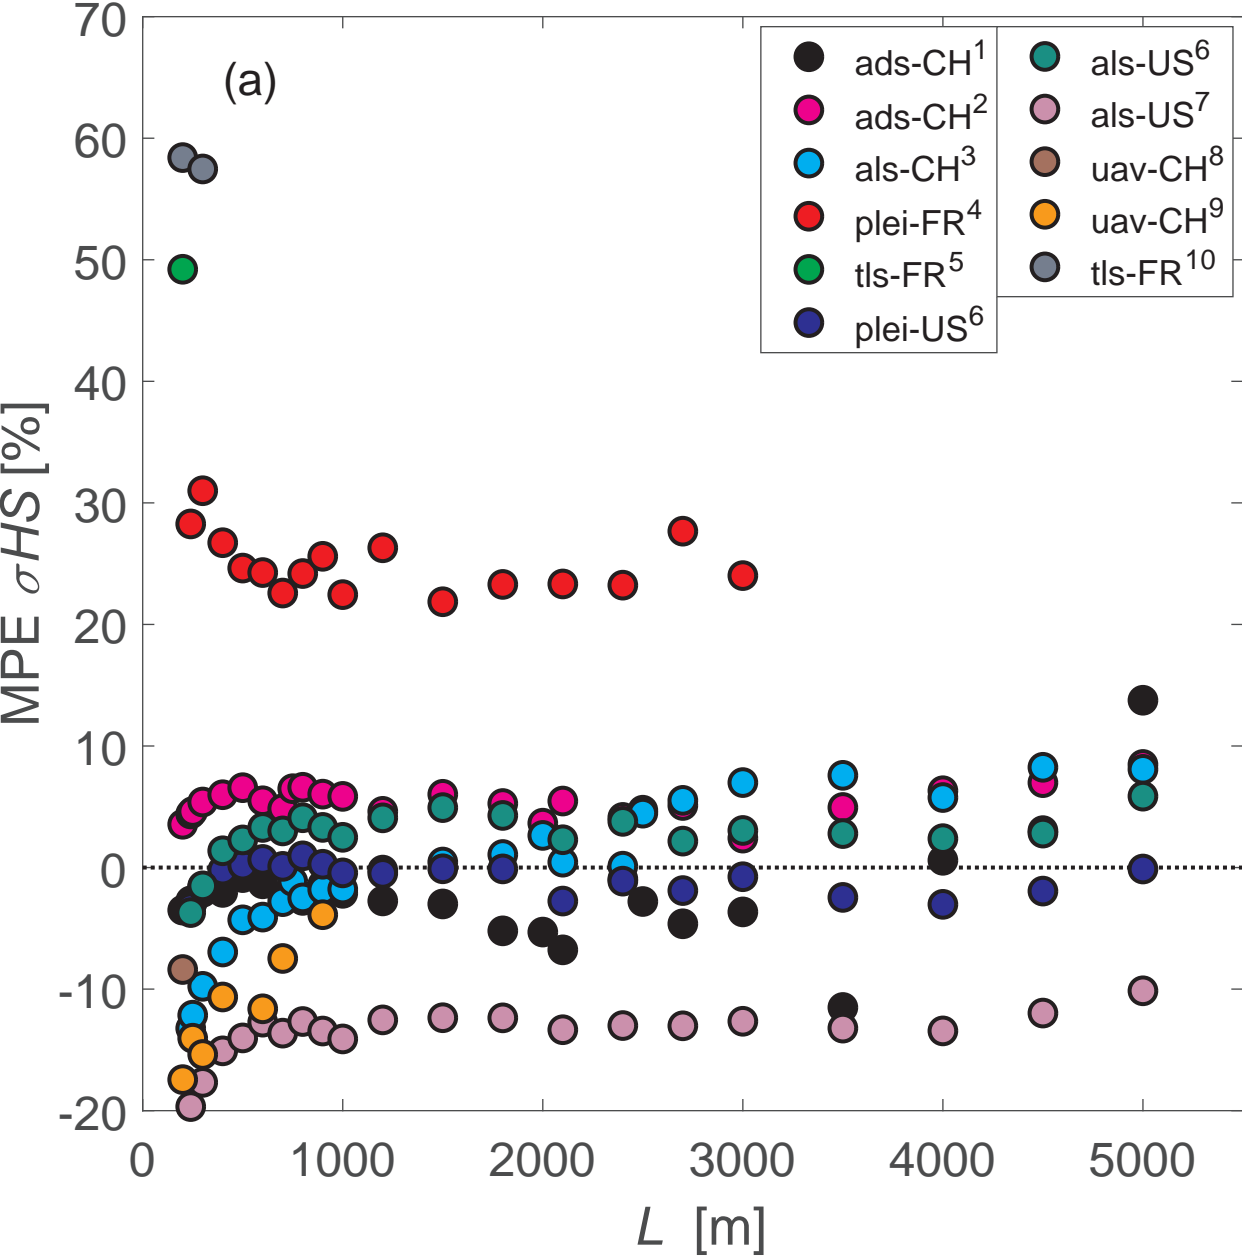 (a)
ads-CH1
ads-CH2
als-CH3
plei-FR4
tls-FR5
plei-US6
als-US6
als-US7
uav-CH8
uav-CH9
tls-FR10
MPE σHS [%]
70
60
50
40
30
20
10
0
-10
-20
0 1000 2000 3000 4000 5000
L [m]